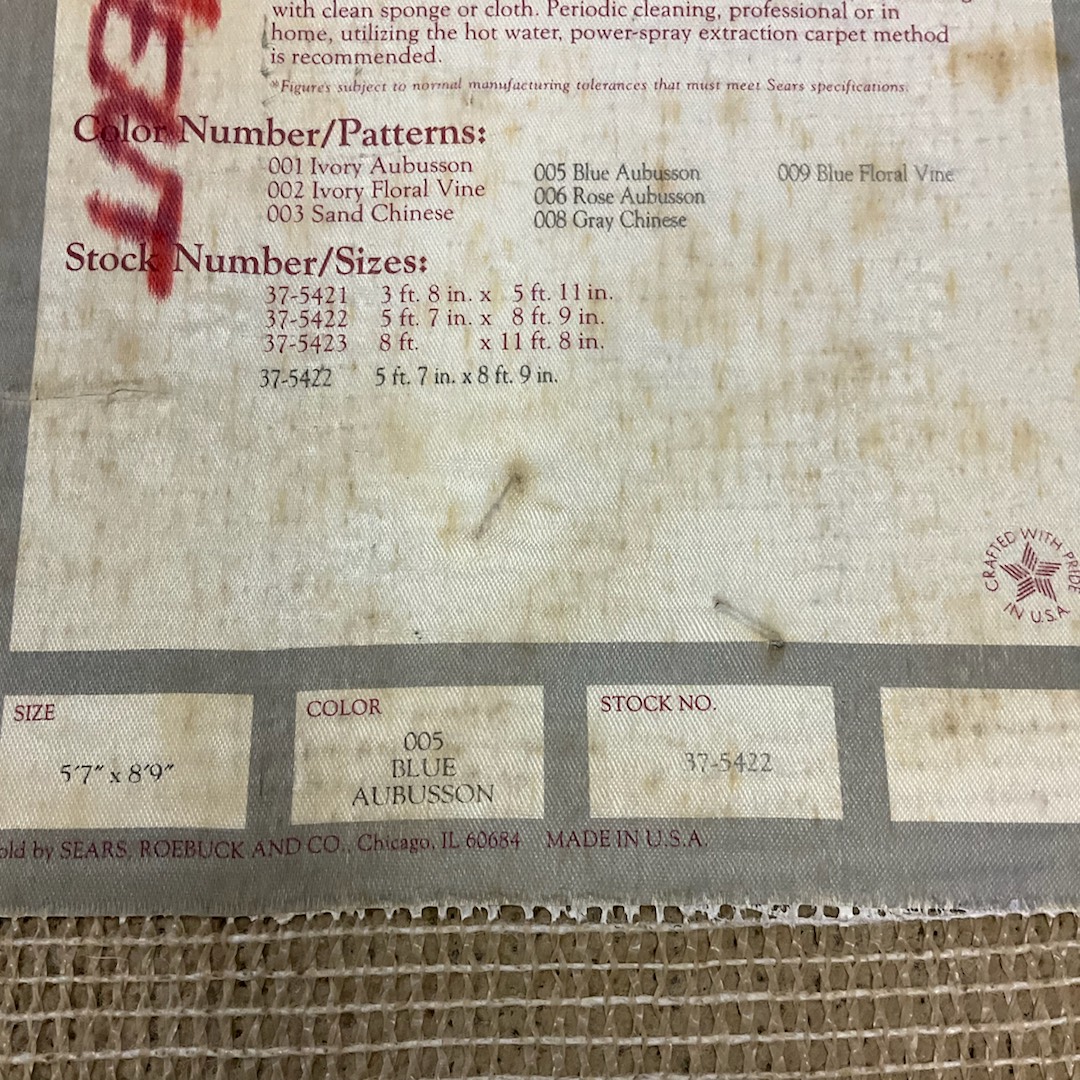 with clean sponge or cloth. Periodic cleaning, professional or in
home, utilizing the hot water, power-spray extraction carpet method
is recommended.
*Figures subject to normal manufacturing tolerances that must meet Sears specifications.
Color Number/Patterns:
001 Ivory Aubusson
002 Ivory Floral Vine
003 Sand Chinese
005 Blue Aubusson
006 Rose Aubusson
008 Gray Chinese
009 Blue Floral Vine
Stock Number/Sizes:
37-5421 3 ft. 8 in. x 5 ft. 11 in.
37-5422 5 ft. 7 in. x 8 ft. 9 in.
37-5423 8 ft. x 11 ft. 8 in.
37-5422 5 ft. 7 in. x 8 ft. 9 in.
CRAFTED WITH PRIDE
IN U.S.A
SIZE
5'7" x 8'9"
COLOR
005
BLUE
AUBUSSON
STOCK NO.
37-5422
old by SEARS, ROEBUCK AND CO., Chicago, IL 60684 MADE IN U.S.A.